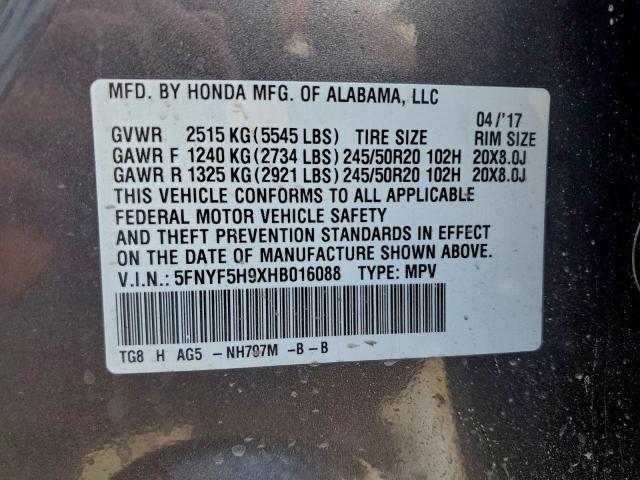 MFD. BY HONDA MFG. OF ALABAMA, LLC
04/'17
GVWR 2515 KG(5545 LBS) TIRE SIZE RIM SIZE
GAWR F 1240 KG(2734 LBS) 245/50R20 102H 20X8.0J
GAWR R 1325 KG(2921 LBS) 245/50R20 102H 20X8.0J
THIS VEHICLE CONFORMS TO ALL APPLICABLE
FEDERAL MOTOR VEHICLE SAFETY
AND THEFT PREVENTION STANDARDS IN EFFECT
ON THE DATE OF MANUFACTURE SHOWN ABOVE.
V.I.N.: 5FNYF5H9XHB016088 TYPE: MPV
TG8 H AG5 -NH797M -B-B